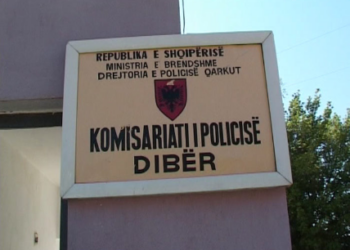 REPUBLIKA E SHQIPËRISË
MINISTRIA E BRENDSHME
DREJTORIA E POLICISË QARKUT
KOMISARIATI I POLICISË
DIBËR